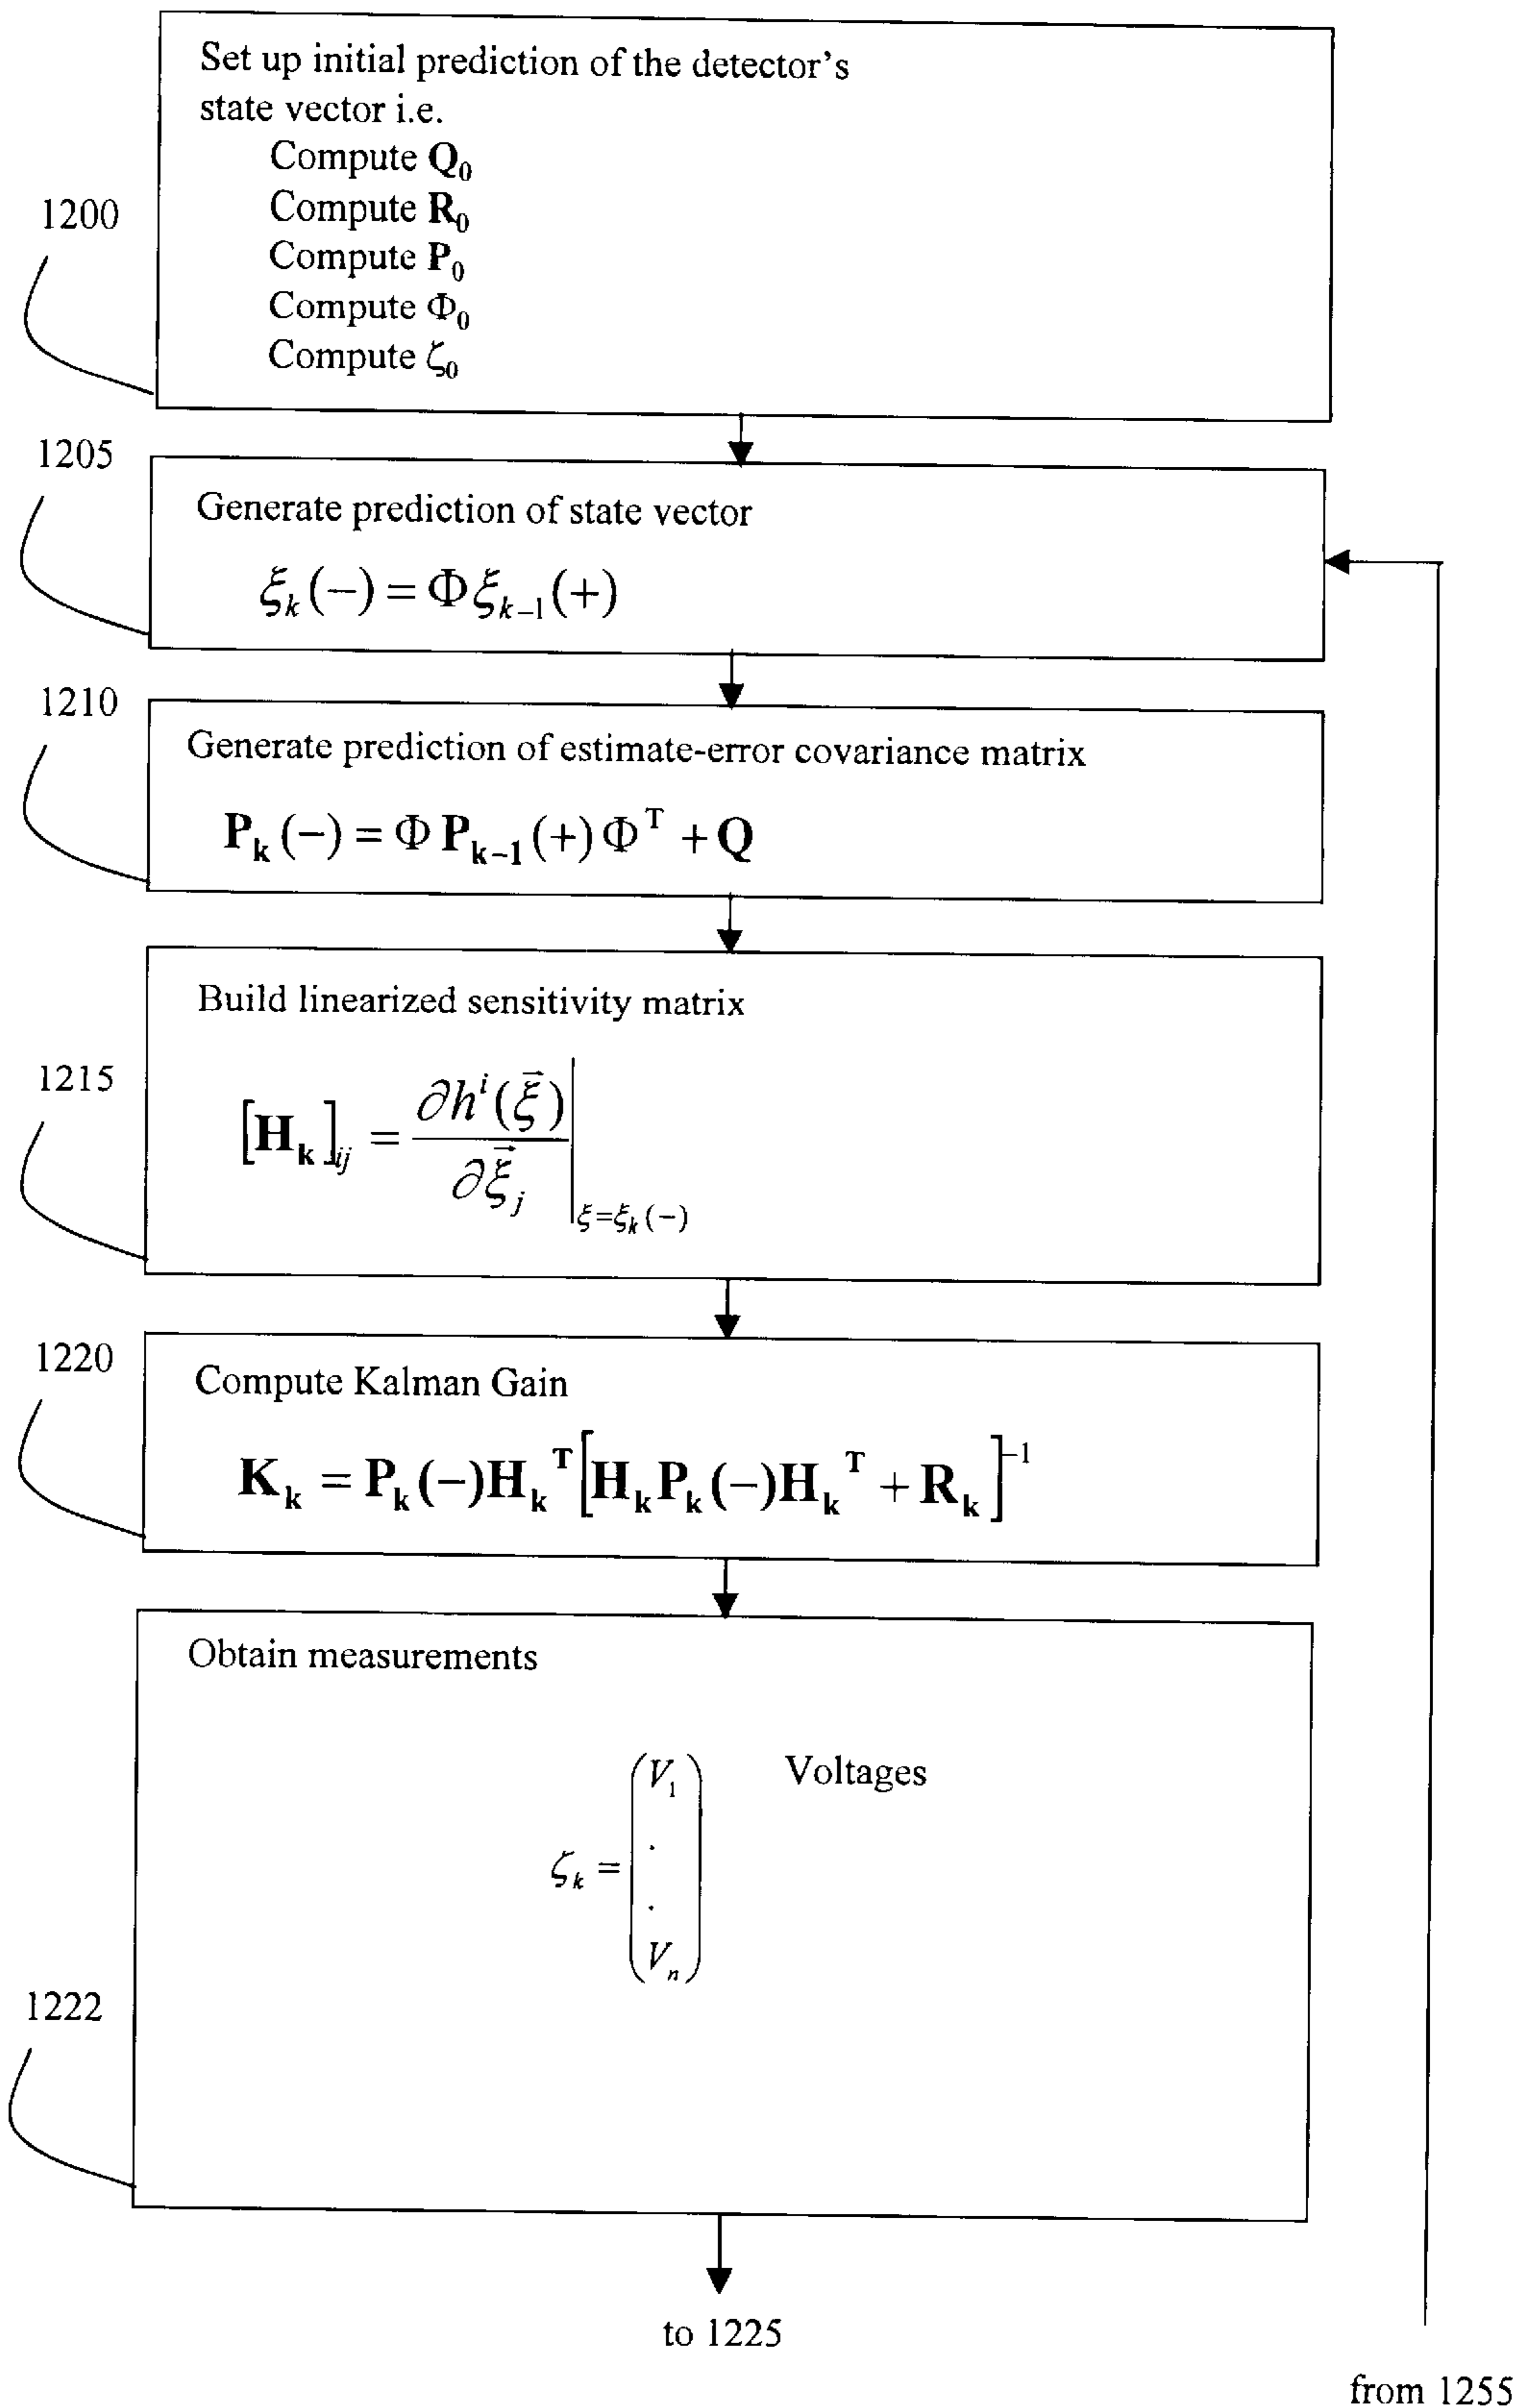 Set up initial prediction of the detector's
state vector i.e.
Compute Q₀
Compute R₀
Compute P₀
Compute Φ₀
Compute ζ₀
1200
1205
Generate prediction of state vector
ξₖ(−) = Φ ξₖ₋₁(+)
1210
Generate prediction of estimate-error covariance matrix
Pₖ(−) = Φ Pₖ₋₁(+) Φᵀ + Q
1215
Build linearized sensitivity matrix
[Hₖ]ᵢⱼ = ∂hⁱ(ξ⃗) / ∂ξ⃗ⱼ |ξ=ξₖ(−)
1220
Compute Kalman Gain
Kₖ = Pₖ(−)Hₖᵀ[HₖPₖ(−)Hₖᵀ + Rₖ]⁻¹
Obtain measurements
V₁ Voltages
.
ζₖ =
.
Vₙ
1222
to 1225
from 1255